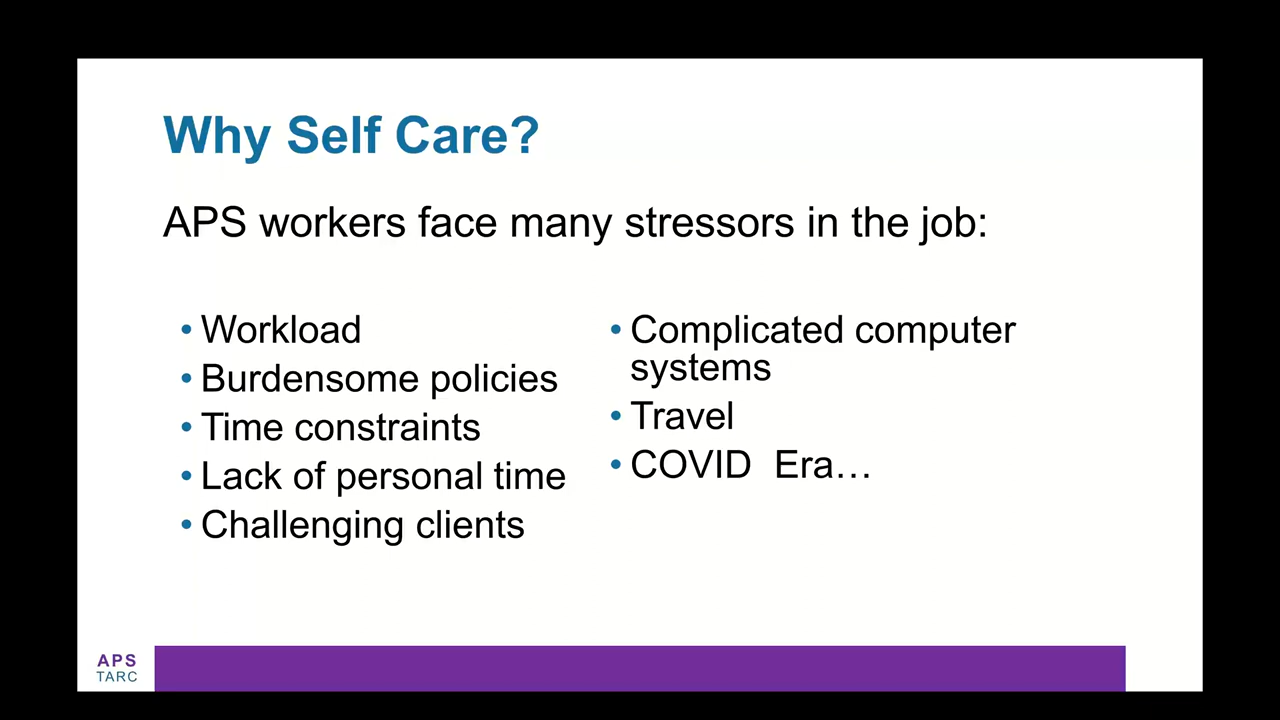 Why Self Care?
APS workers face many stressors in the job:
• Workload
• Burdensome policies
• Time constraints
• Lack of personal time
• Challenging clients
• Complicated computer
systems
• Travel
• COVID  Era…
APS
TARC